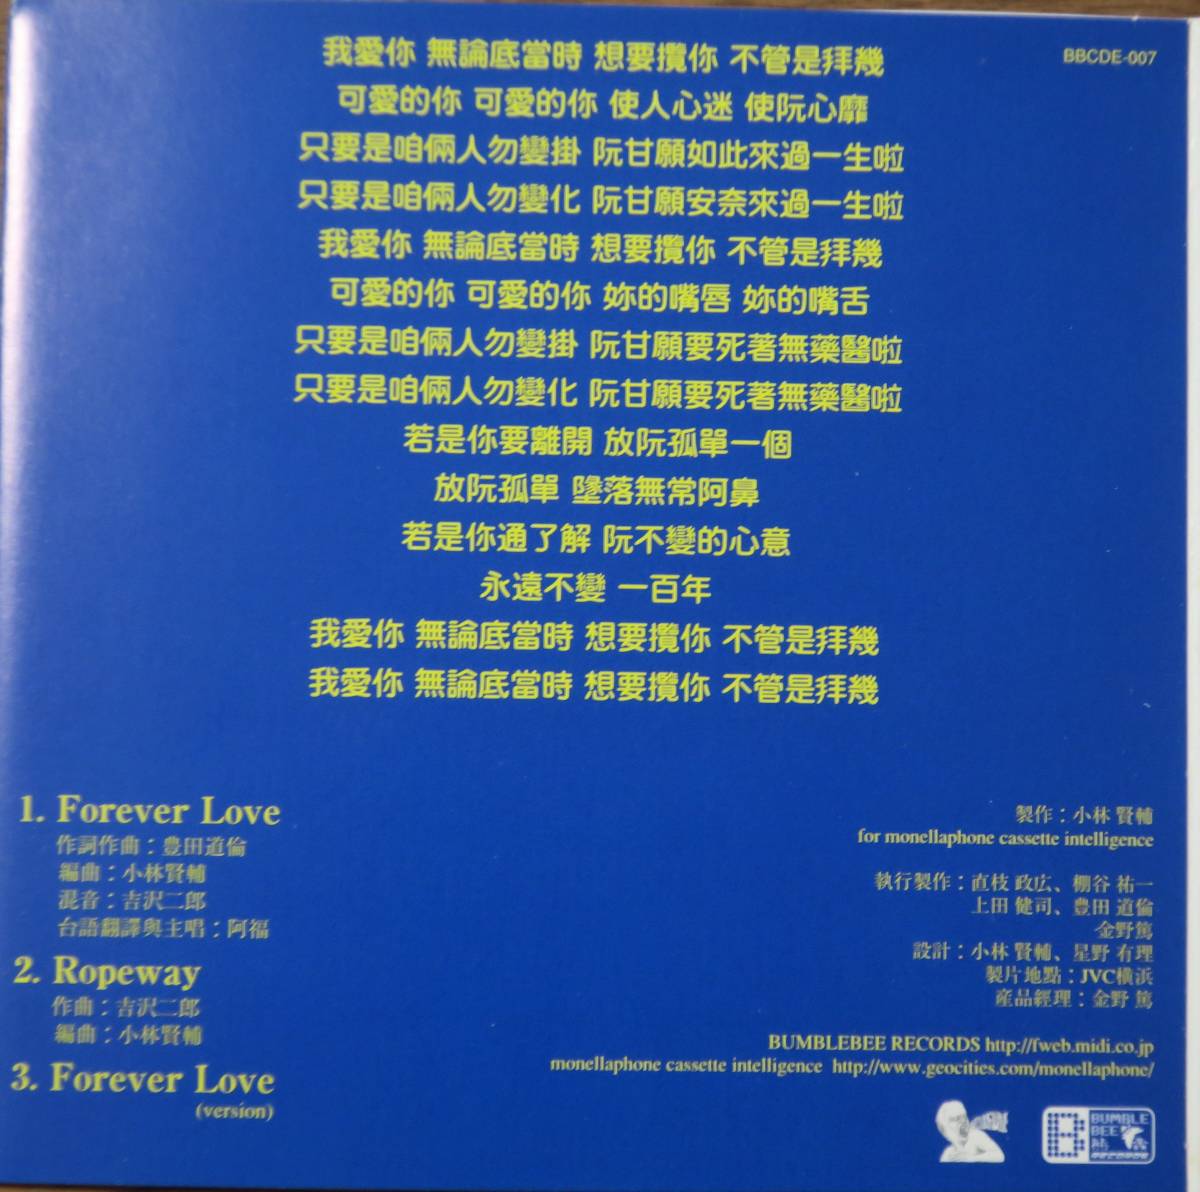 BBCDE-007
我愛你 無論底當時 想要攬你 不管是拜幾
可愛的你 可愛的你 使人心迷 使阮心靡
只要是咱倆人勿變掛 阮甘願如此來過一生啦
只要是咱倆人勿變化 阮甘願安奈來過一生啦
我愛你 無論底當時 想要攬你 不管是拜幾
可愛的你 可愛的你 妳的嘴唇 妳的嘴舌
只要是咱倆人勿變掛 阮甘願要死著無藥醫啦
只要是咱倆人勿變化 阮甘願要死著無藥醫啦
若是你要離開 放阮孤單一個
放阮孤單 墜落無常阿鼻
若是你通了解 阮不變的心意
永遠不變 一百年
我愛你 無論底當時 想要攬你 不管是拜幾
我愛你 無論底當時 想要攬你 不管是拜幾
1. Forever Love
作詞作曲：豊田道倫
編曲：小林賢輔
混音：吉沢二郎
台語翻譯與主唱：阿福
2. Ropeway
作曲：吉沢二郎
編曲：小林賢輔
3. Forever Love
(version)
製作：小林 賢輔
for monellaphone cassette intelligence
執行製作：直枝 政広、棚谷 祐一
上田 健司、豊田 道倫
金野篤
設計：小林 賢輔、星野 有理
製片地點：JVC横浜
産品經理：金野 篤
BUMBLEBEE RECORDS http://fweb.midi.co.jp
monellaphone cassette intelligence http://www.geocities.com/monellaphone/
B
BUMBLE
BEE
RECORDS